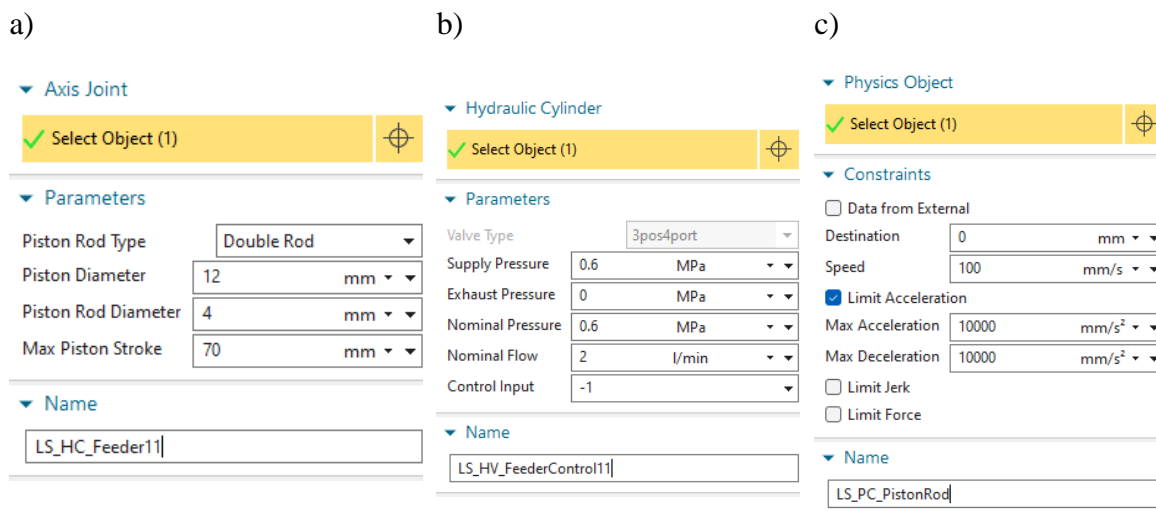 a)
Axis Joint
Select Object (1)
Parameters
Piston Rod Type Double Rod
Piston Diameter 12 mm
Piston Rod Diameter 4 mm
Max Piston Stroke 70 mm
Name
LS_HC_Feeder11
b)
Hydraulic Cylinder
Select Object (1)
Parameters
Valve Type 3pos4port
Supply Pressure 0.6 MPa
Exhaust Pressure 0 MPa
Nominal Pressure 0.6 MPa
Nominal Flow 2 l/min
Control Input -1
Name
LS_HV_FeederControl11
c)
Physics Object
Select Object (1)
Constraints
Data from External
Destination 0 mm
Speed 100 mm/s
Limit Acceleration
Max Acceleration 10000 mm/s²
Max Deceleration 10000 mm/s²
Limit Jerk
Limit Force
Name
LS_PC_PistonRod